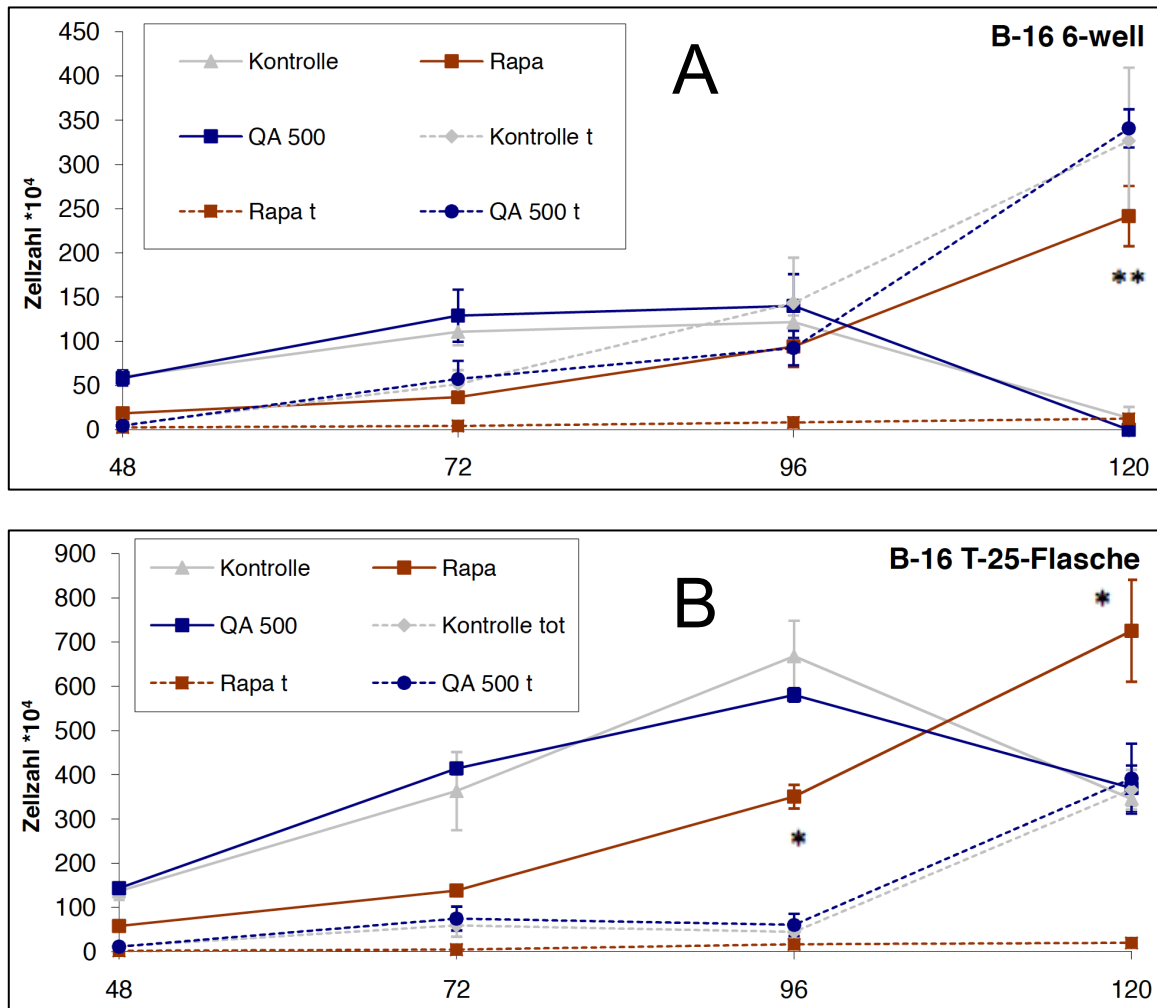 B-16 6-well
A
Kontrolle Rapa
QA 500 Kontrolle t
Rapa t QA 500 t
Zellzahl *10⁴
450
400
350
300
250
200
150
100
50
0
**
48 72 96 120
B-16 T-25-Flasche
B
Kontrolle Rapa
QA 500 Kontrolle tot
Rapa t QA 500 t
Zellzahl *10⁴
900
800
700
600
500
400
300
200
100
0
*
*
48 72 96 120